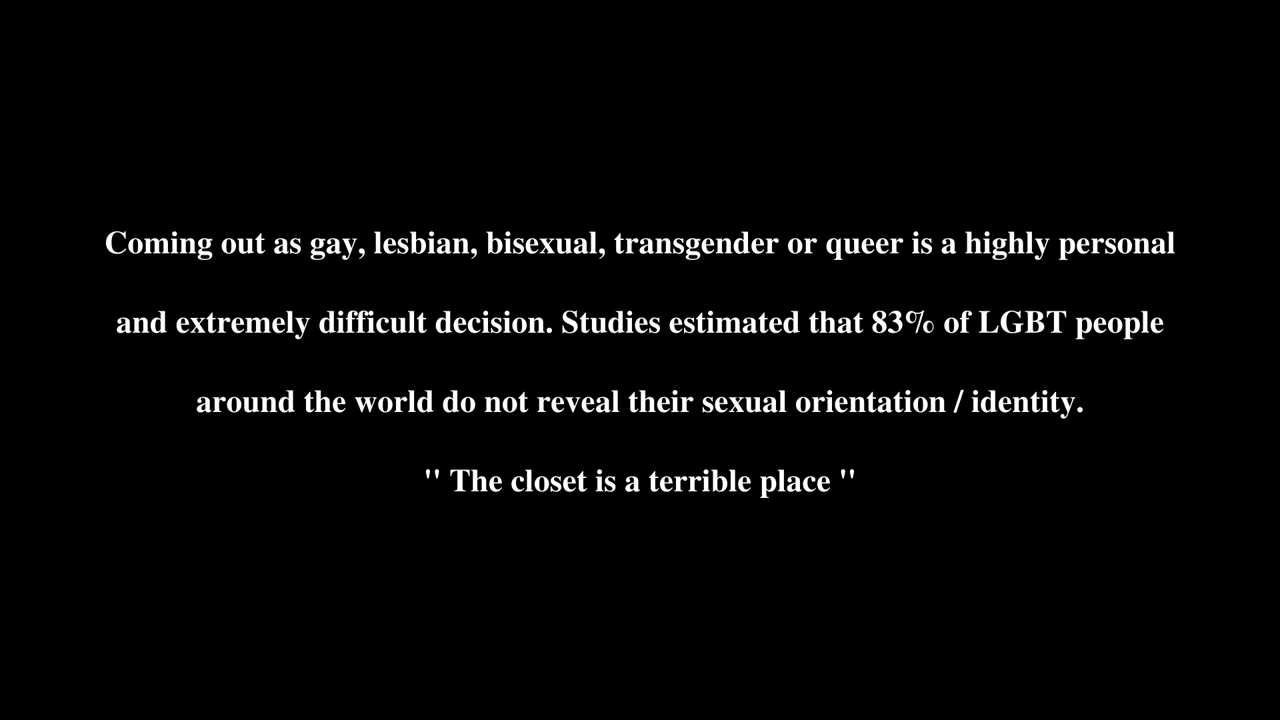 Coming out as gay, lesbian, bisexual, transgender or queer is a highly personal
and extremely difficult decision. Studies estimated that 83% of LGBT people
around the world do not reveal their sexual orientation / identity.
" The closet is a terrible place "